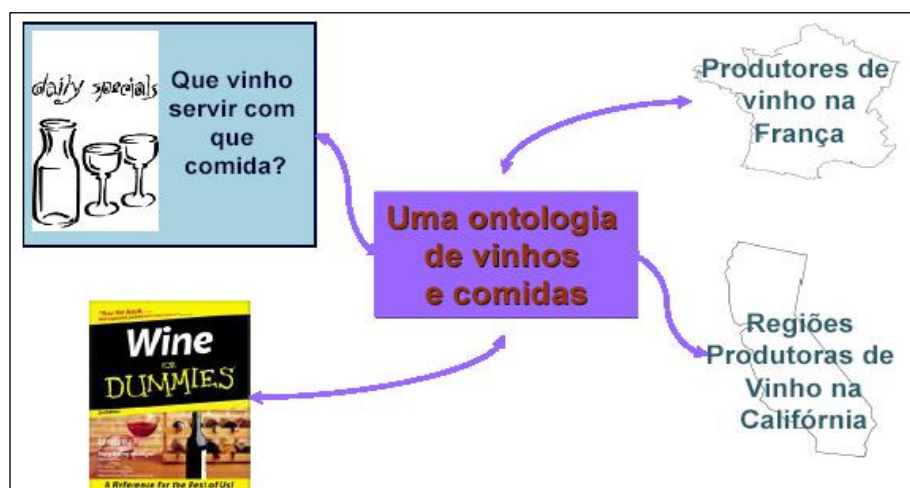 daily specials
Que vinho
servir com
que
comida?
Produtores de
vinho na
França
Uma ontologia
de vinhos
e comidas
Regiões
Produtoras de
Vinho na
Califórnia
Wine
FOR
DUMMIES
A Reference for the Rest of Us!